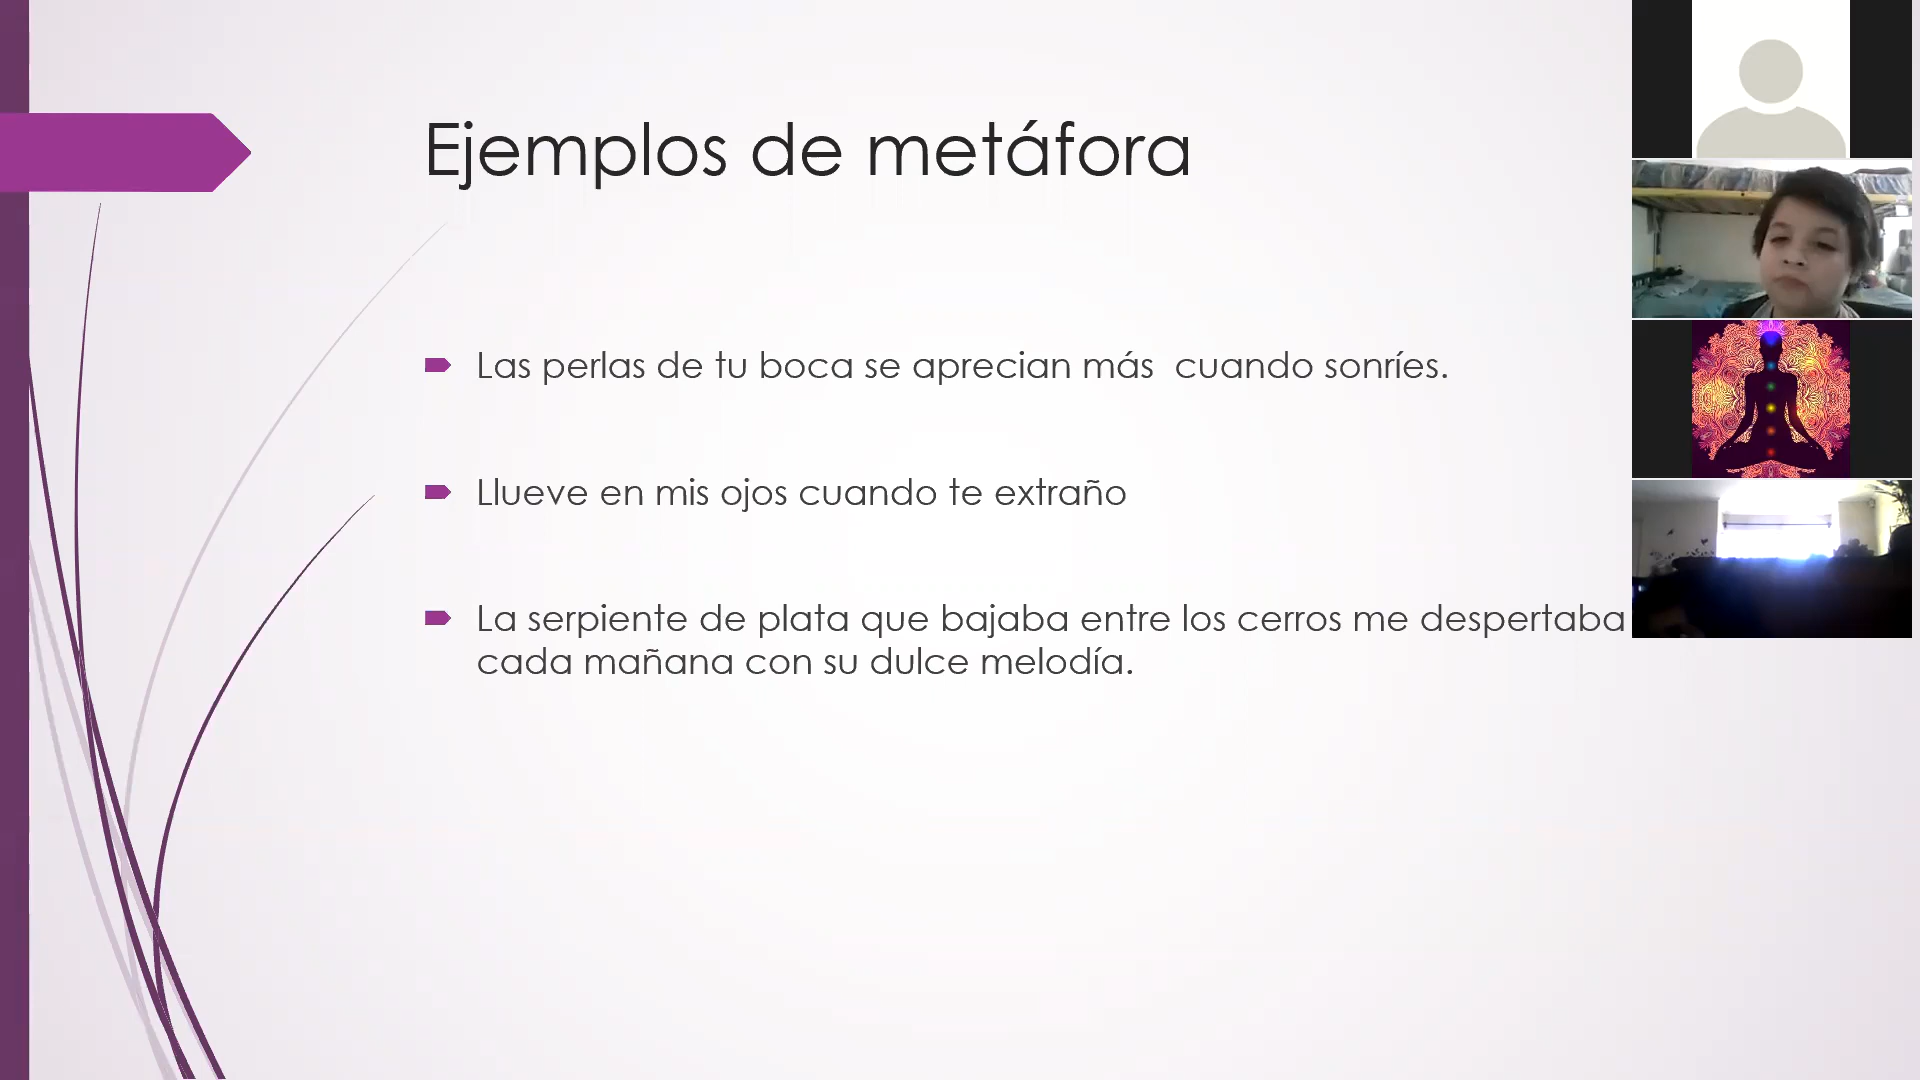 Ejemplos de metáfora
Las perlas de tu boca se aprecian más  cuando sonríes.
Llueve en mis ojos cuando te extraño
La serpiente de plata que bajaba entre los cerros me despertaba
cada mañana con su dulce melodía.